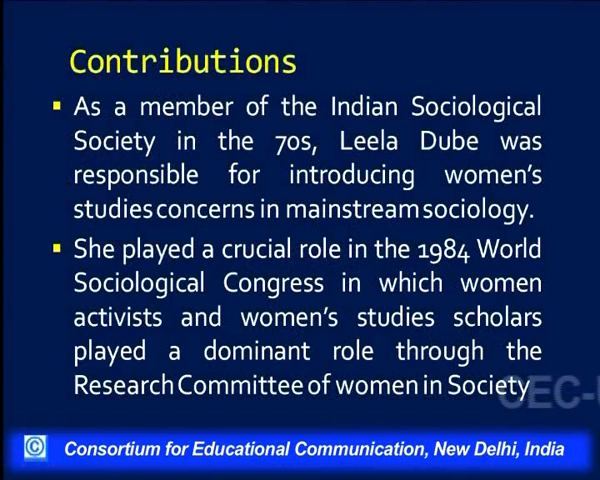 Contributions
As a member of the Indian Sociological
Society in the 70s, Leela Dube was
responsible for introducing women's
studies concerns in mainstream sociology.
She played a crucial role in the 1984 World
Sociological Congress in which women
activists and women's studies scholars
played a dominant role through the
Research Committee of women in Society
CEC-U
© Consortium for Educational Communication, New Delhi, India